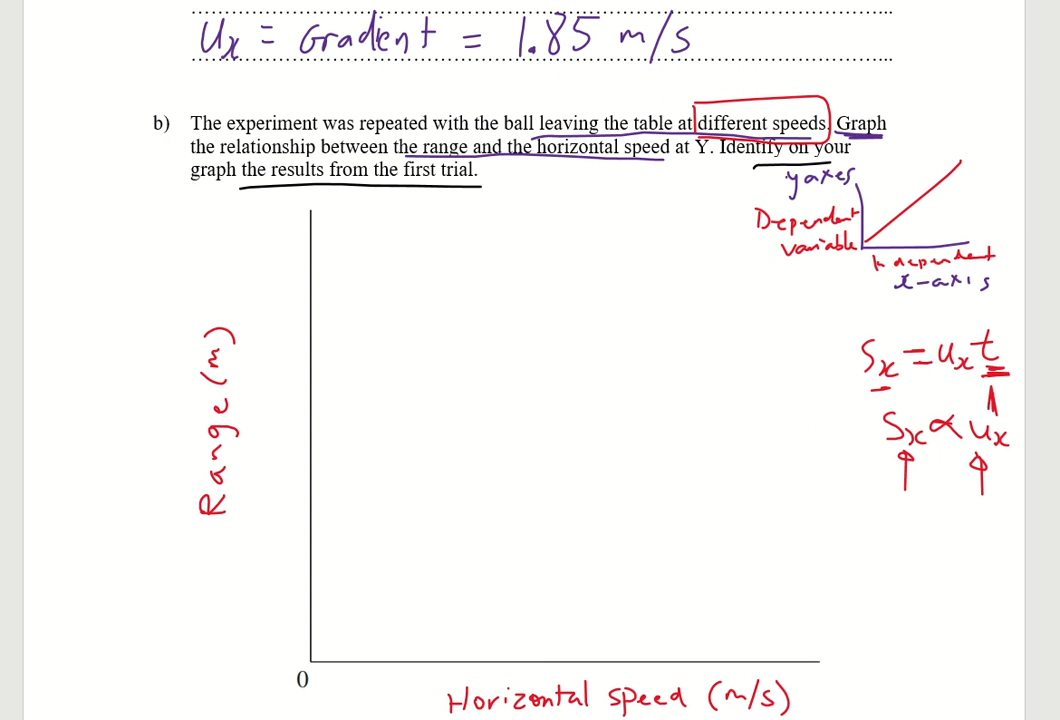 Ux = Gradient = 1.85 m/s
b) The experiment was repeated with the ball leaving the table at different speeds. Graph
the relationship between the range and the horizontal speed at Y. Identify on your
graph the results from the first trial.
y axes
Dependent
variable
Independent
x-axis
Sx = Ux t
Sx ∝ Ux
Range (m)
0
Horizontal speed (m/s)